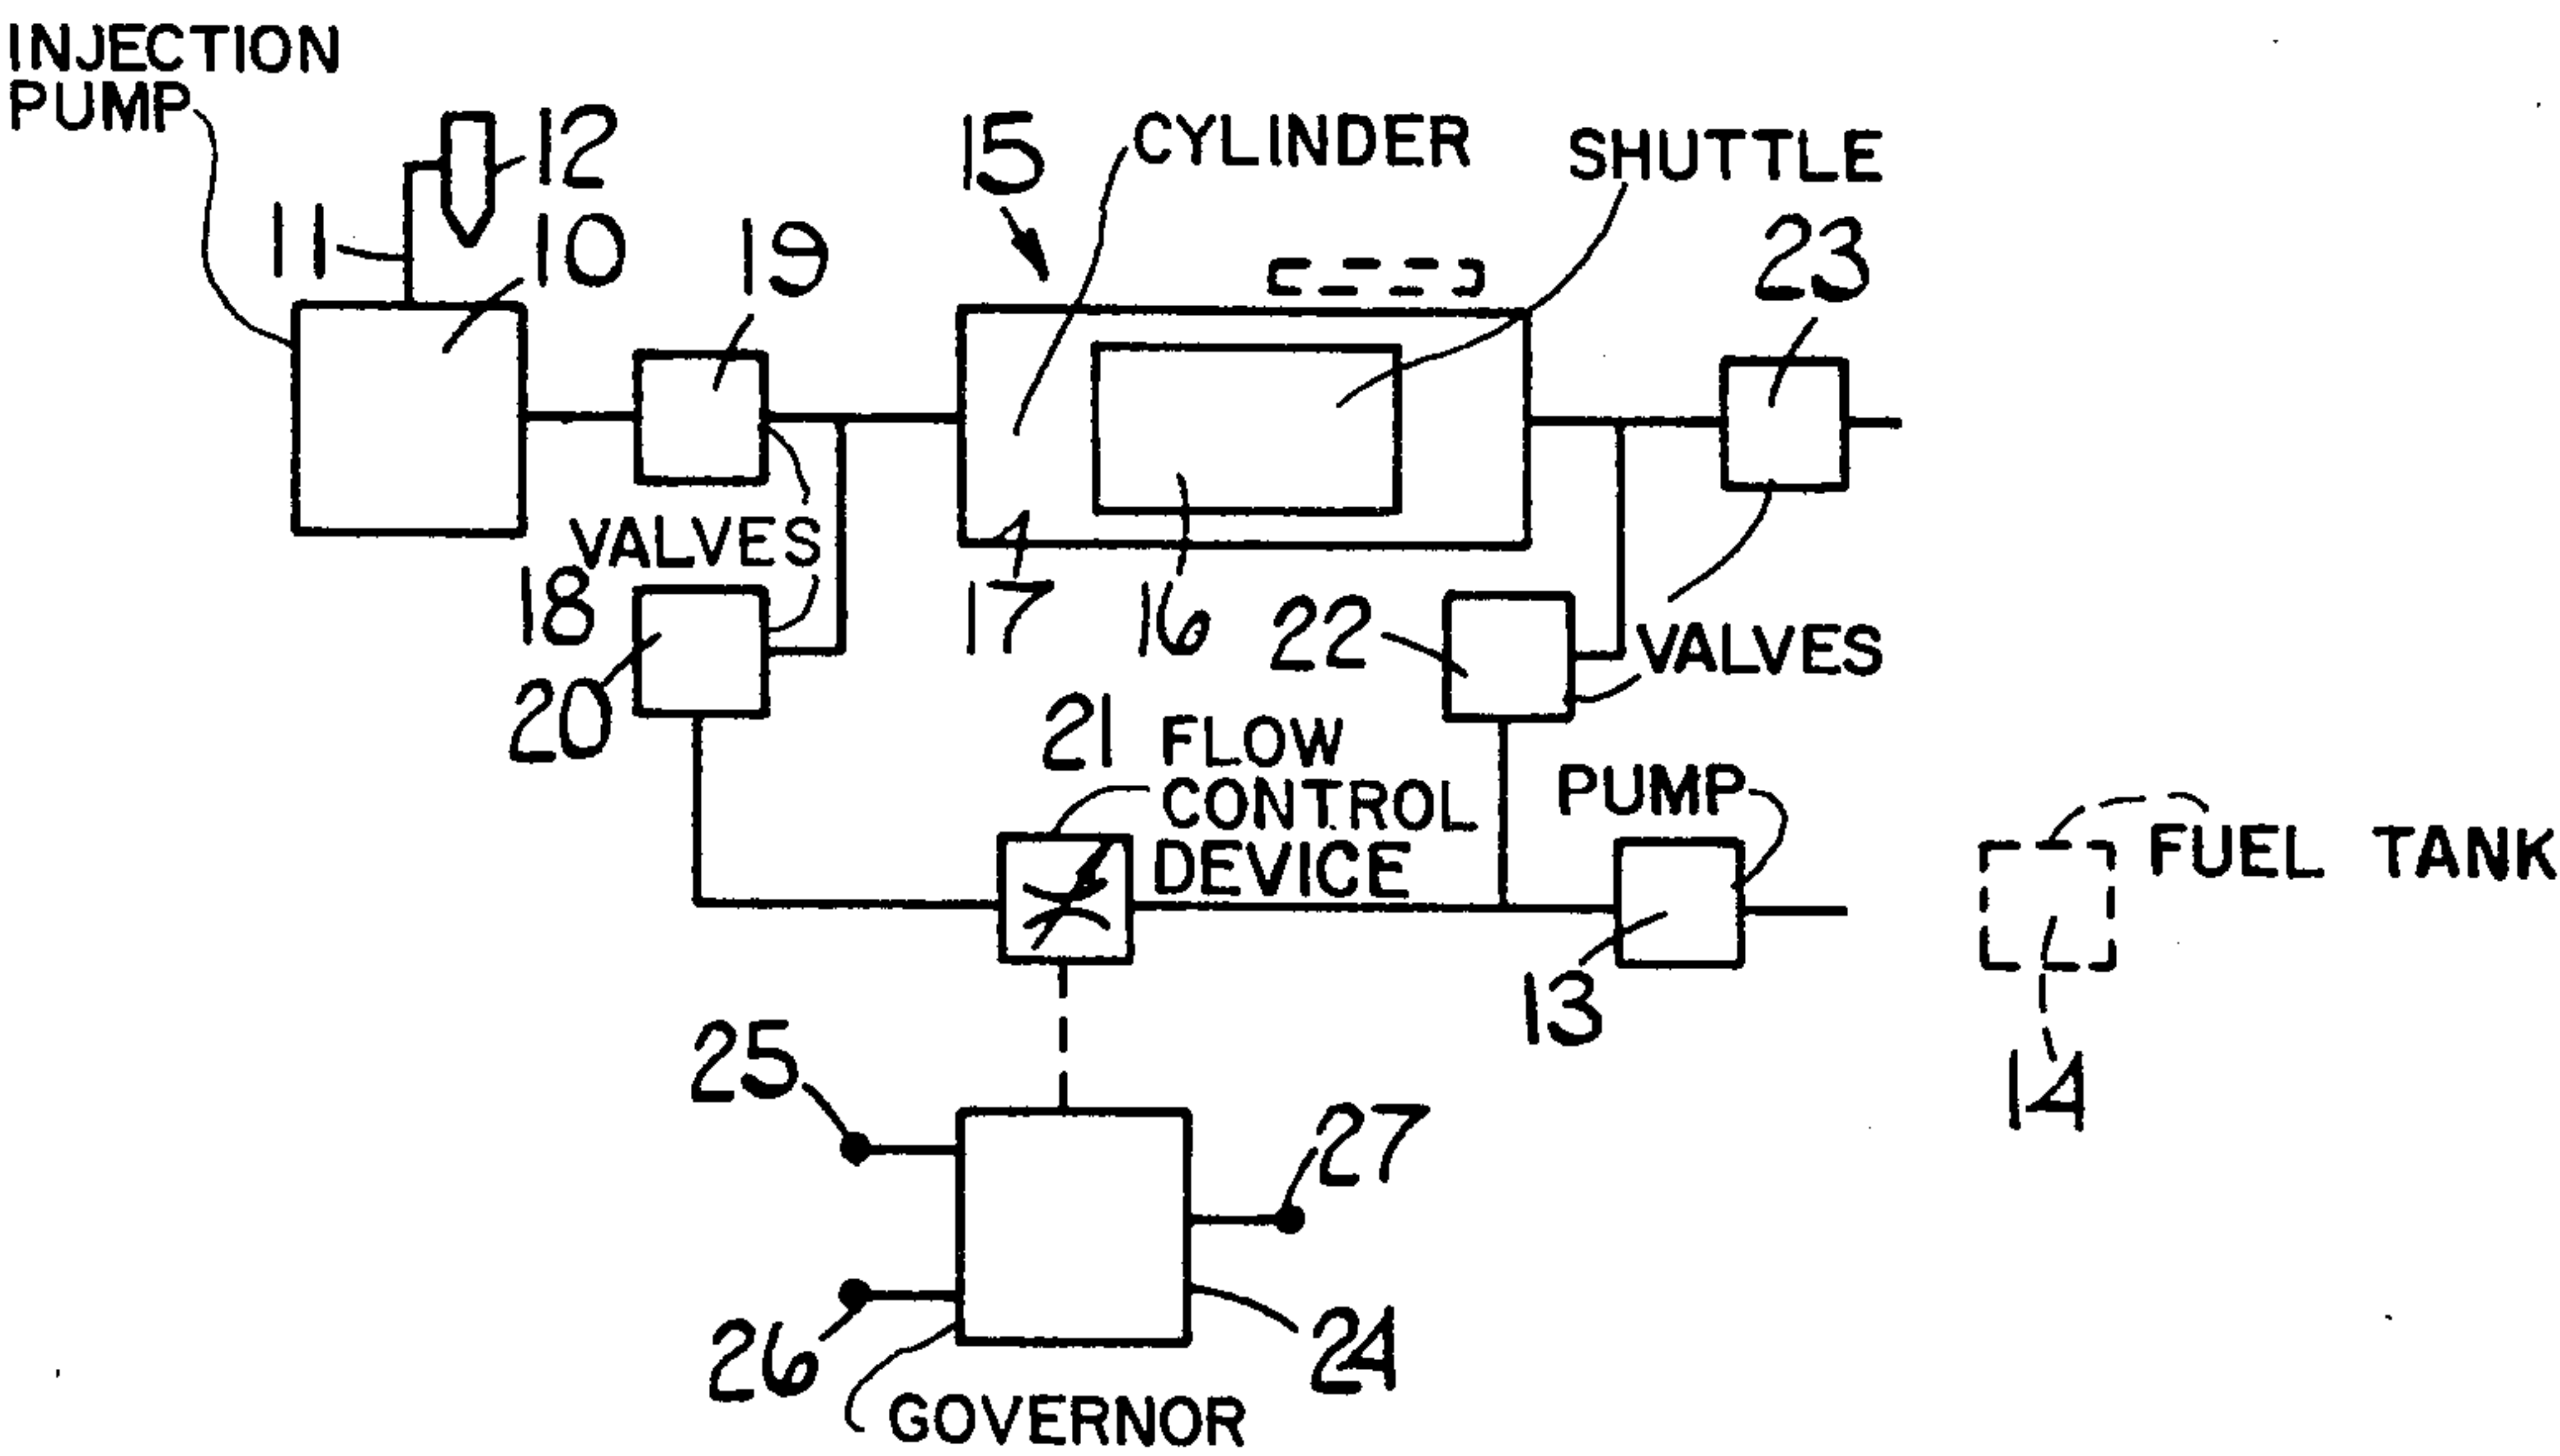 INJECTION
PUMP
12
11
10
19
15
CYLINDER
SHUTTLE
23
VALVES
18
20
17
16
22
VALVES
21
FLOW
CONTROL
DEVICE
PUMP
13
FUEL TANK
14
25
26
27
24
GOVERNOR